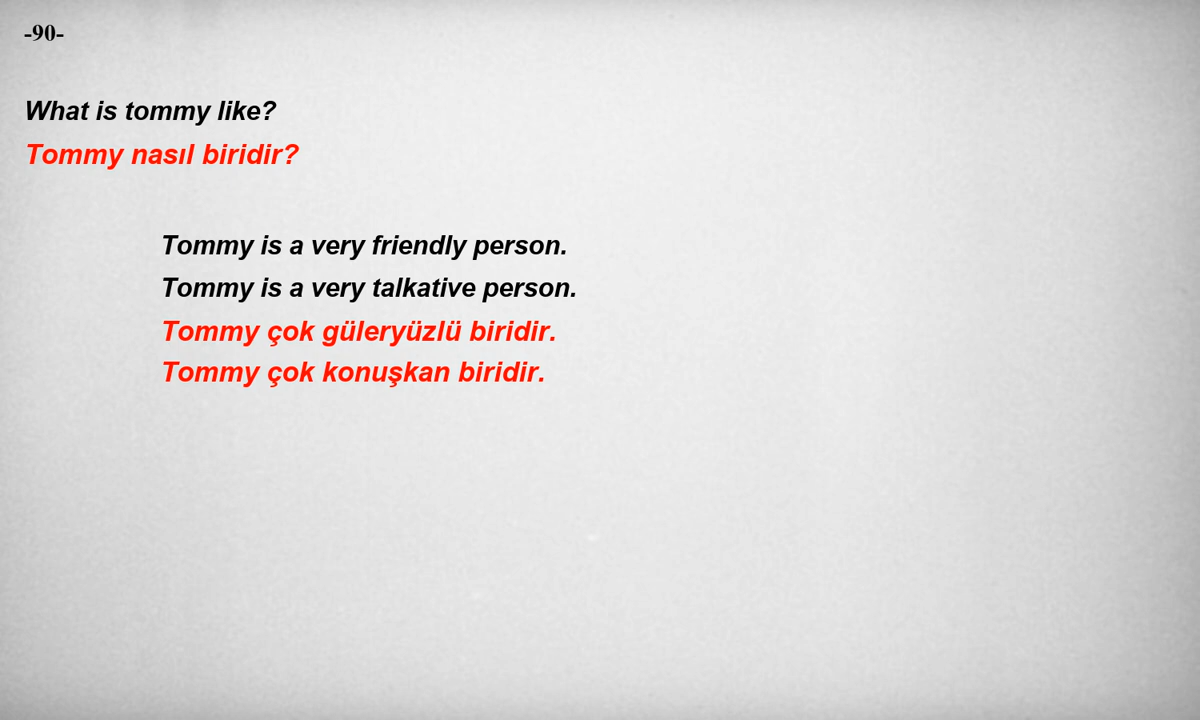 -90-
What is tommy like?
Tommy nasıl biridir?
Tommy is a very friendly person.
Tommy is a very talkative person.
Tommy çok güleryüzlü biridir.
Tommy çok konuşkan biridir.